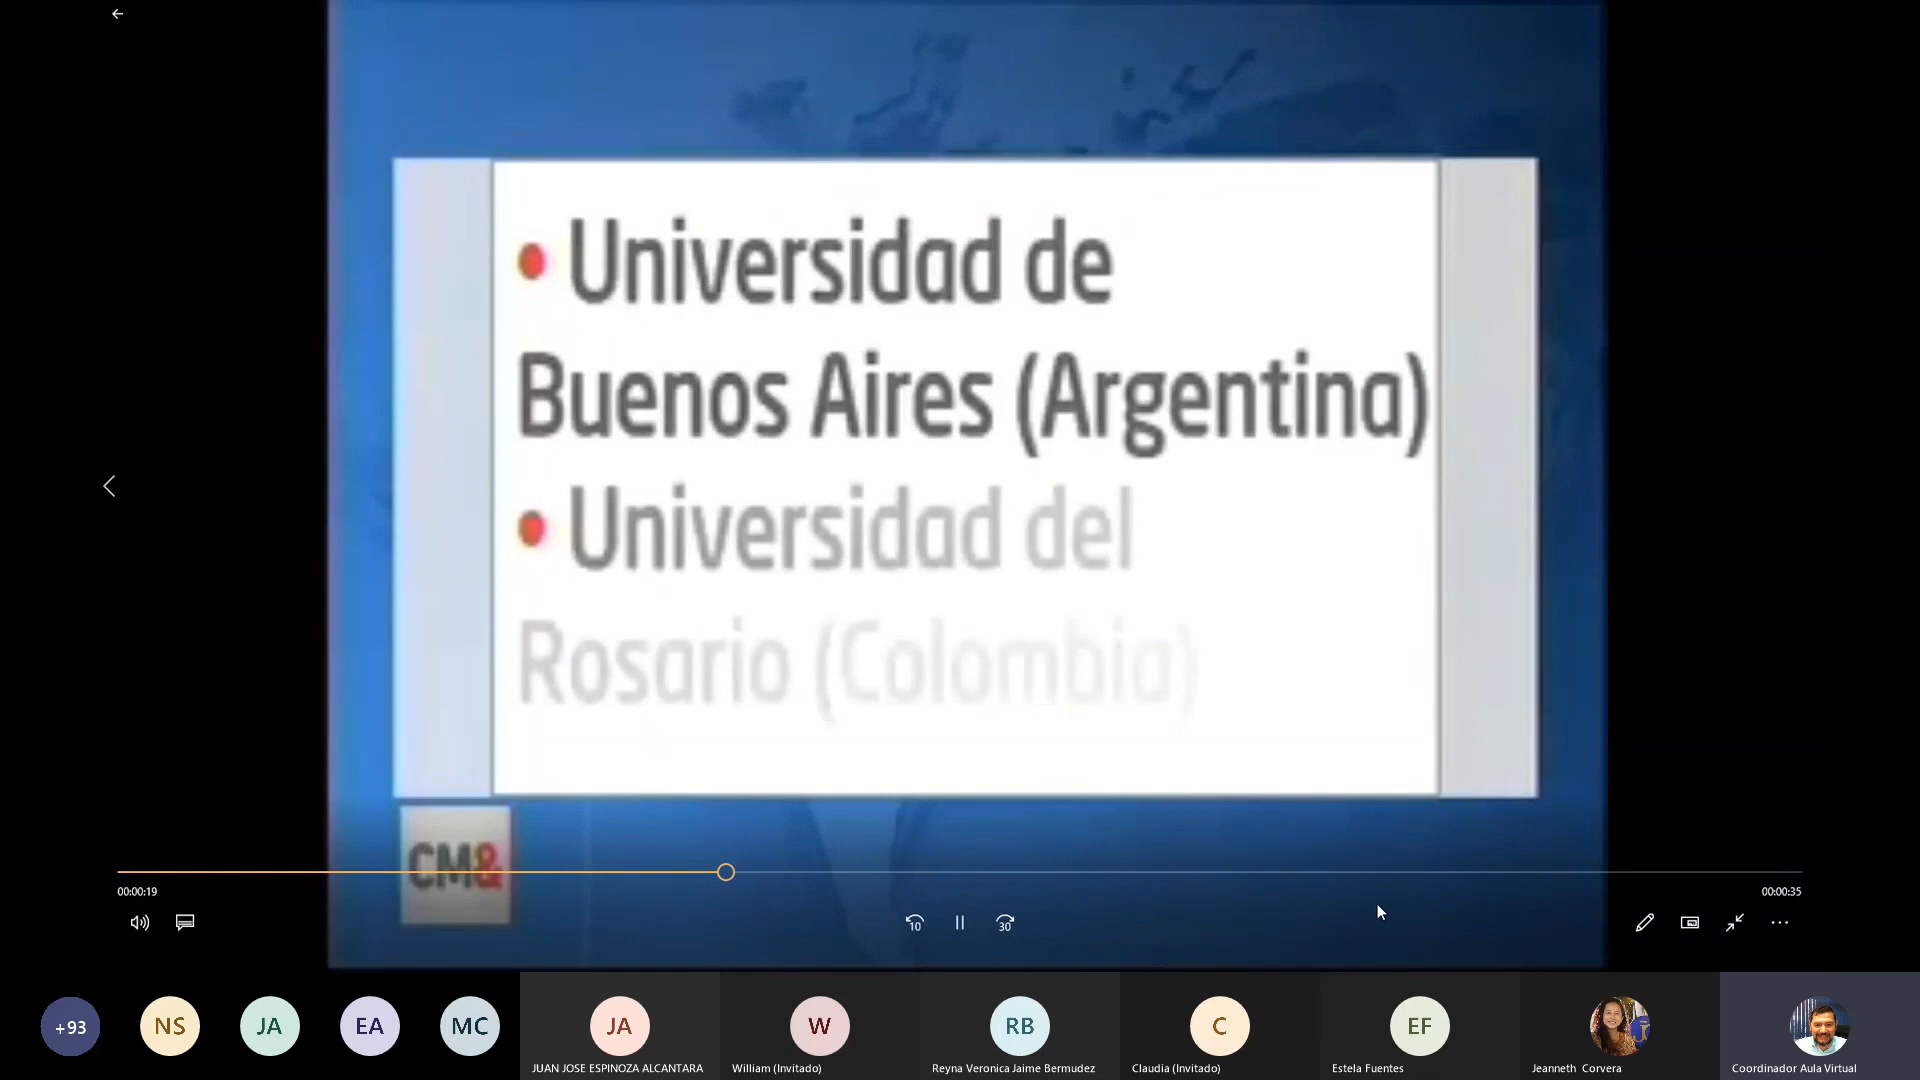 • Universidad de
Buenos Aires (Argentina)
• Universidad del
Rosario (Colombia)
CM&
00:00:19
00:00:35
10
30
+93
NS
JA
EA
MC
JA
W
RB
C
EF
JUAN JOSE ESPINOZA ALCANTARA
William (Invitado)
Reyna Veronica Jaime Bermudez
Claudia (Invitado)
Estela Fuentes
Jeanneth Corvera
Coordinador Aula Virtual